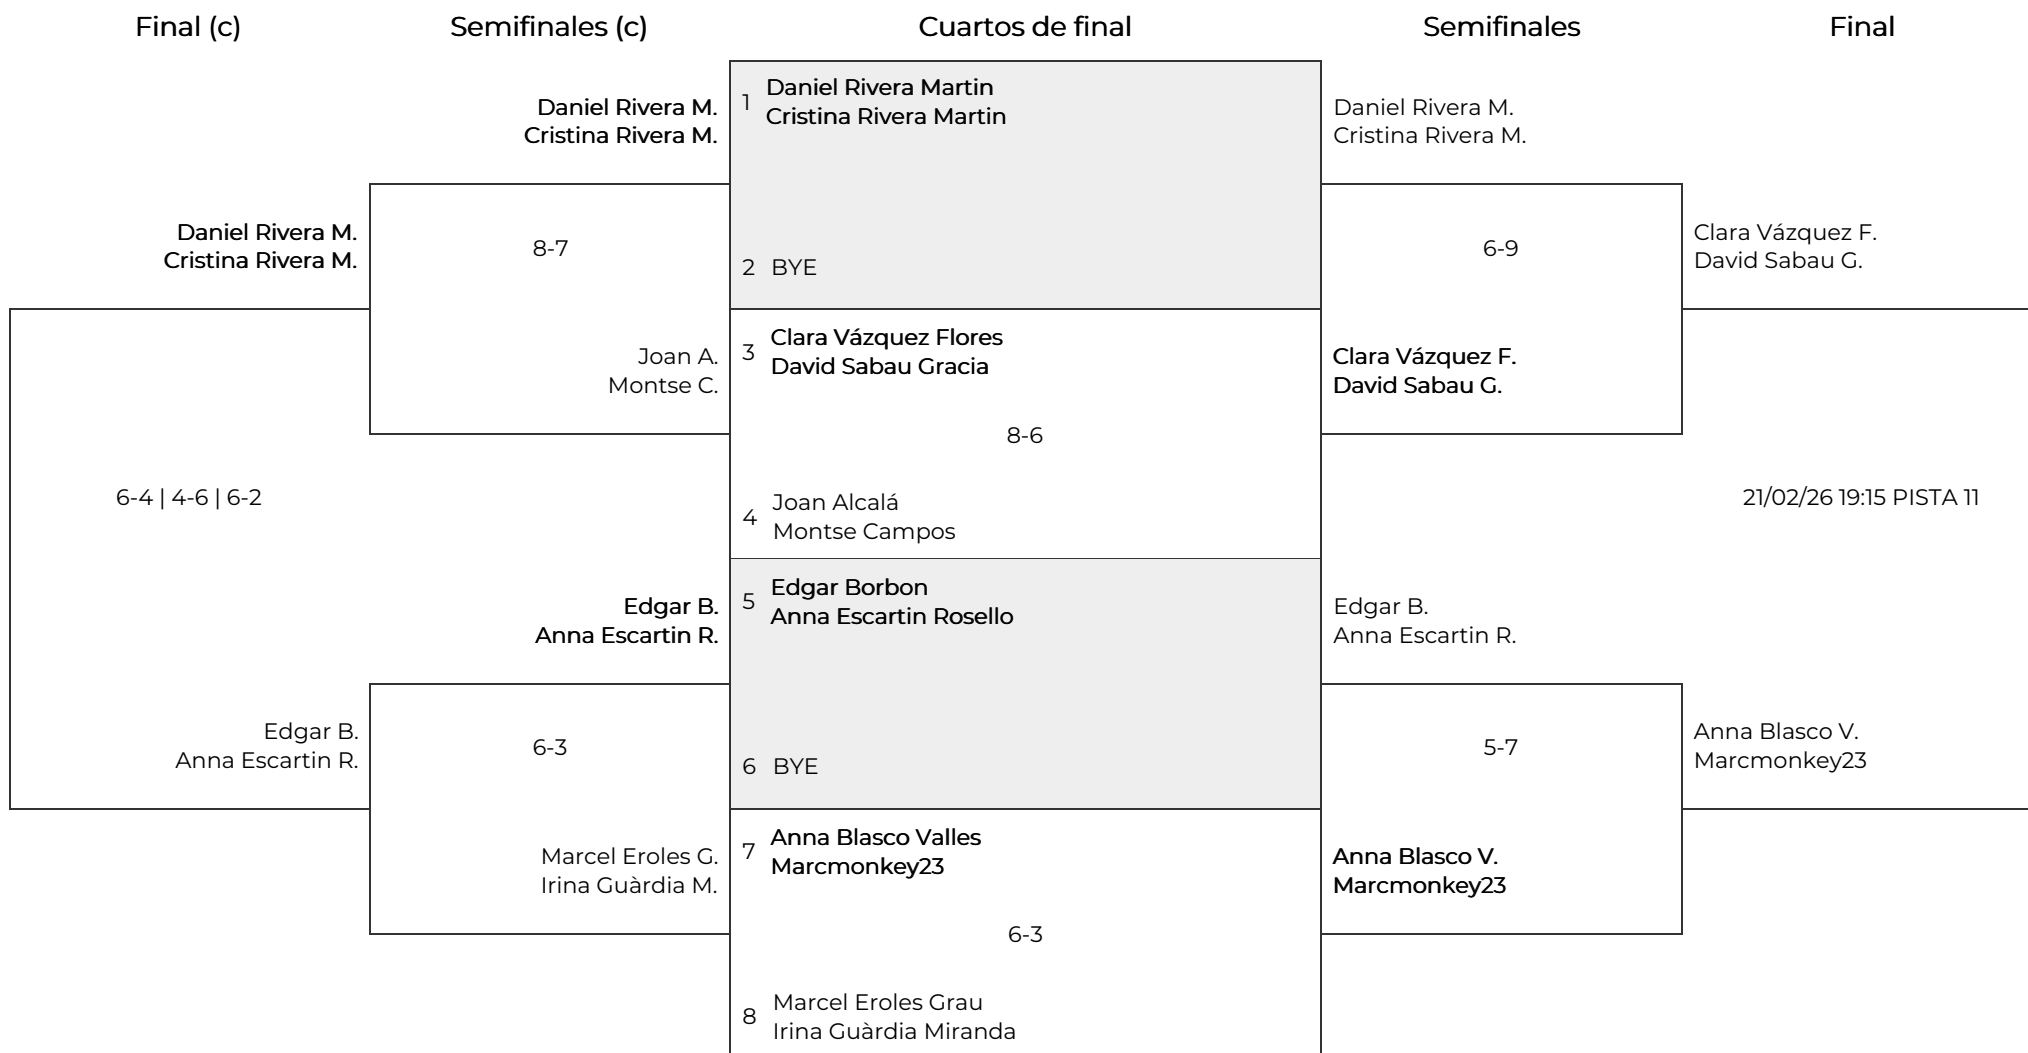 Final (c)
Semifinales (c)
Cuartos de final
Semifinales
Final
Daniel Rivera M.
Cristina Rivera M.
8-7
Joan A.
Montse C.
Daniel Rivera M.
Cristina Rivera M.
6-4 | 4-6 | 6-2
Edgar B.
Anna Escartin R.
Edgar B.
Anna Escartin R.
6-3
Marcel Eroles G.
Irina Guàrdia M.
1 Daniel Rivera Martin
Cristina Rivera Martin
2 BYE
3 Clara Vázquez Flores
David Sabau Gracia
8-6
4 Joan Alcalá
Montse Campos
5 Edgar Borbon
Anna Escartin Rosello
6 BYE
7 Anna Blasco Valles
Marcmonkey23
6-3
8 Marcel Eroles Grau
Irina Guàrdia Miranda
Daniel Rivera M.
Cristina Rivera M.
6-9
Clara Vázquez F.
David Sabau G.
Edgar B.
Anna Escartin R.
5-7
Anna Blasco V.
Marcmonkey23
Clara Vázquez F.
David Sabau G.
21/02/26 19:15 PISTA 11
Anna Blasco V.
Marcmonkey23